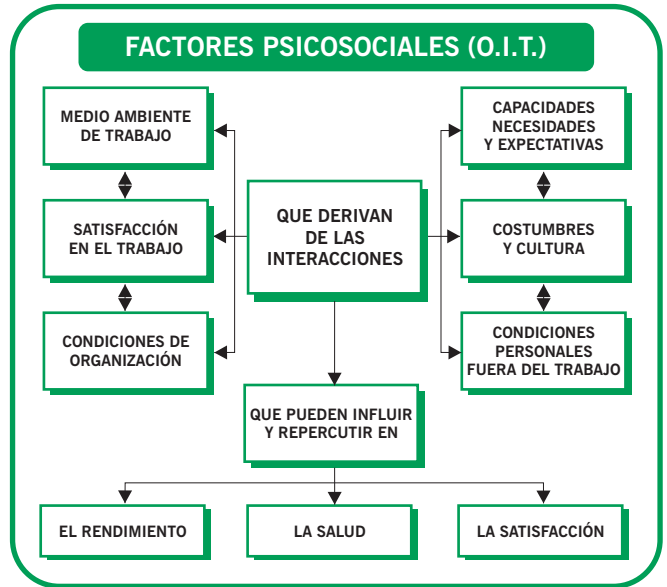 FACTORES PSICOSOCIALES (O.I.T.)
MEDIO AMBIENTE
DE TRABAJO
SATISFACCIÓN
EN EL TRABAJO
CONDICIONES DE
ORGANIZACIÓN
QUE DERIVAN
DE LAS
INTERACCIONES
CAPACIDADES
NECESIDADES
Y EXPECTATIVAS
COSTUMBRES
Y CULTURA
CONDICIONES
PERSONALES
FUERA DEL TRABAJO
QUE PUEDEN INFLUIR
Y REPERCUTIR EN
EL RENDIMIENTO
LA SALUD
LA SATISFACCIÓN